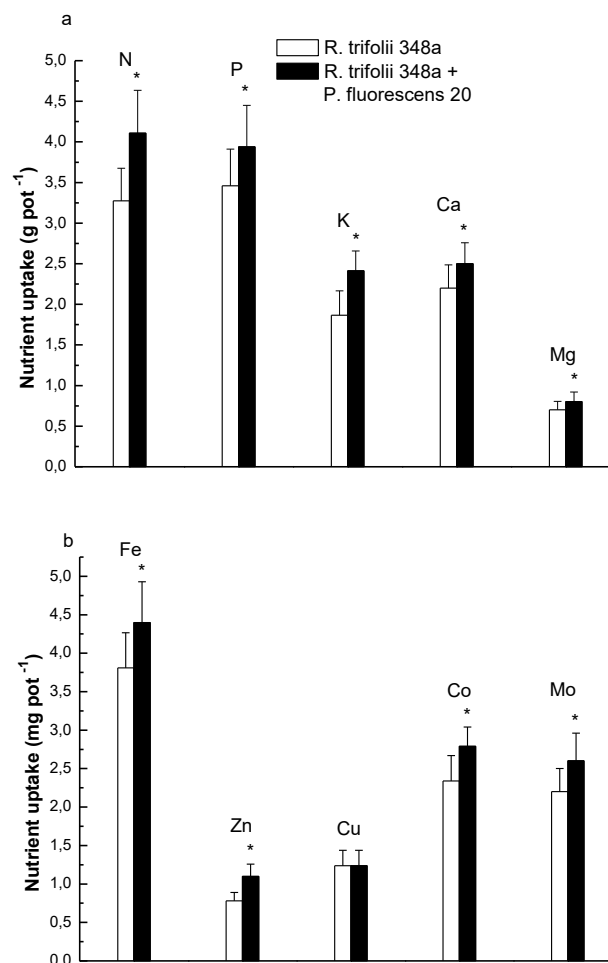 a
R. trifolii 348a
R. trifolii 348a +
P. fluorescens 20
Nutrient uptake (g pot -1)
5,0
4,5
4,0
3,5
3,0
2,5
2,0
1,5
1,0
0,5
0,0
N
*
P
*
K
*
Ca
*
Mg
*
b
Nutrient uptake (mg pot -1)
5,0
4,5
4,0
3,5
3,0
2,5
2,0
1,5
1,0
0,5
0,0
Fe
*
Zn
*
Cu
Co
*
Mo
*